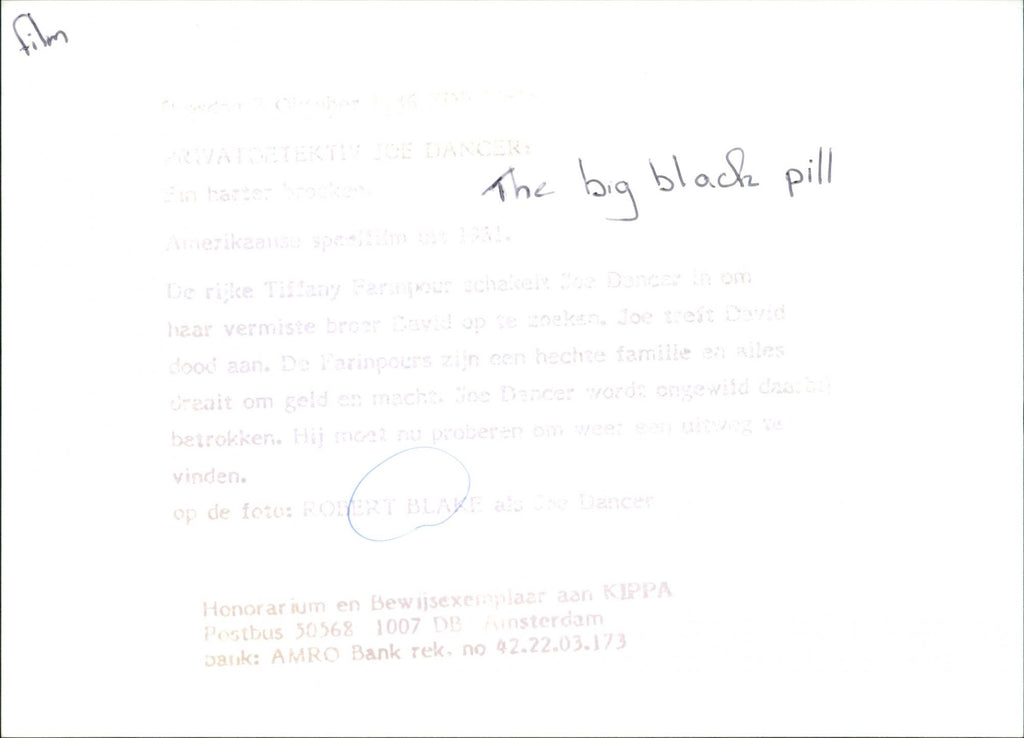 film
Oktober
PRIVATDETEKTIV JOE DANCER:
The big black pill
Ein harter brocken.
Amerikaanse speelfilm uit 1981.
De rijke Tiffany Farinpour schakelt Joe Dancer in om
haar vermiste broer David op te zoeken. Joe treft David
dood aan. De Farinpours zijn een hechte familie en alles
draait om geld en macht. Joe Dancer wordt ongewild daarbij
betrokken. Hij moet nu proberen om weer een uitweg te
vinden.
op de foto: ROBERT BLAKE als Joe Dancer
Honorarium en Bewijsexemplaar aan KIPPA
Postbus 30568 1007 DB Amsterdam
bank: AMRO Bank rek. no 42.22.03.173